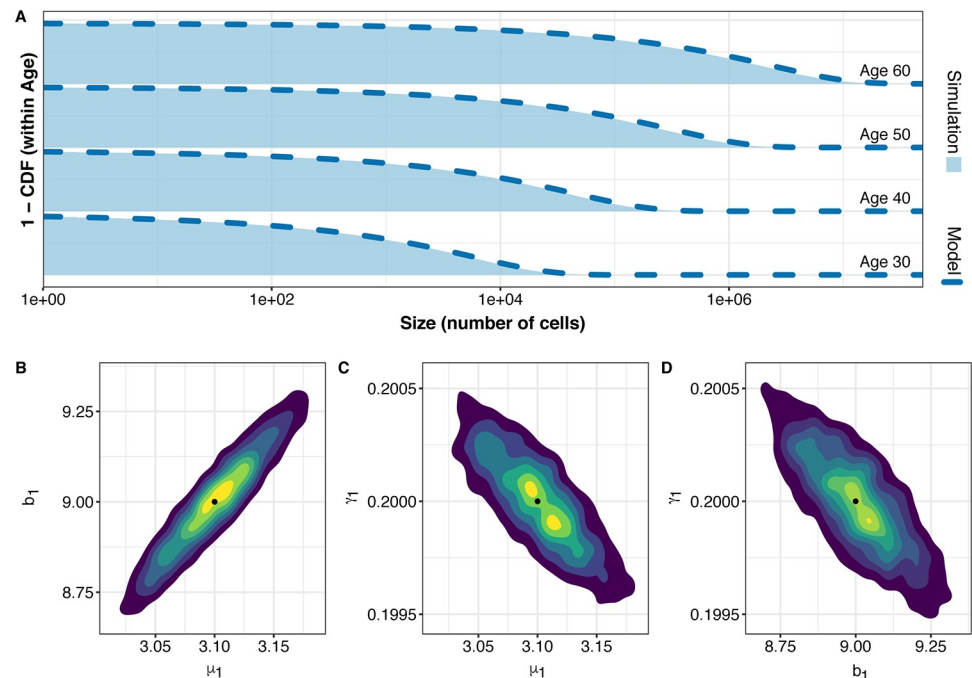 A
1 − CDF (within Age)
Age 60
Age 50
Age 40
Age 30
1e+00 1e+02 1e+04 1e+06
Size (number of cells)
Simulation
Model
B
b1
9.25
9.00
8.75
3.05 3.10 3.15
μ1
C
γ1
0.2005
0.2000
0.1995
3.05 3.10 3.15
μ1
D
γ1
0.2005
0.2000
0.1995
8.75 9.00 9.25
b1